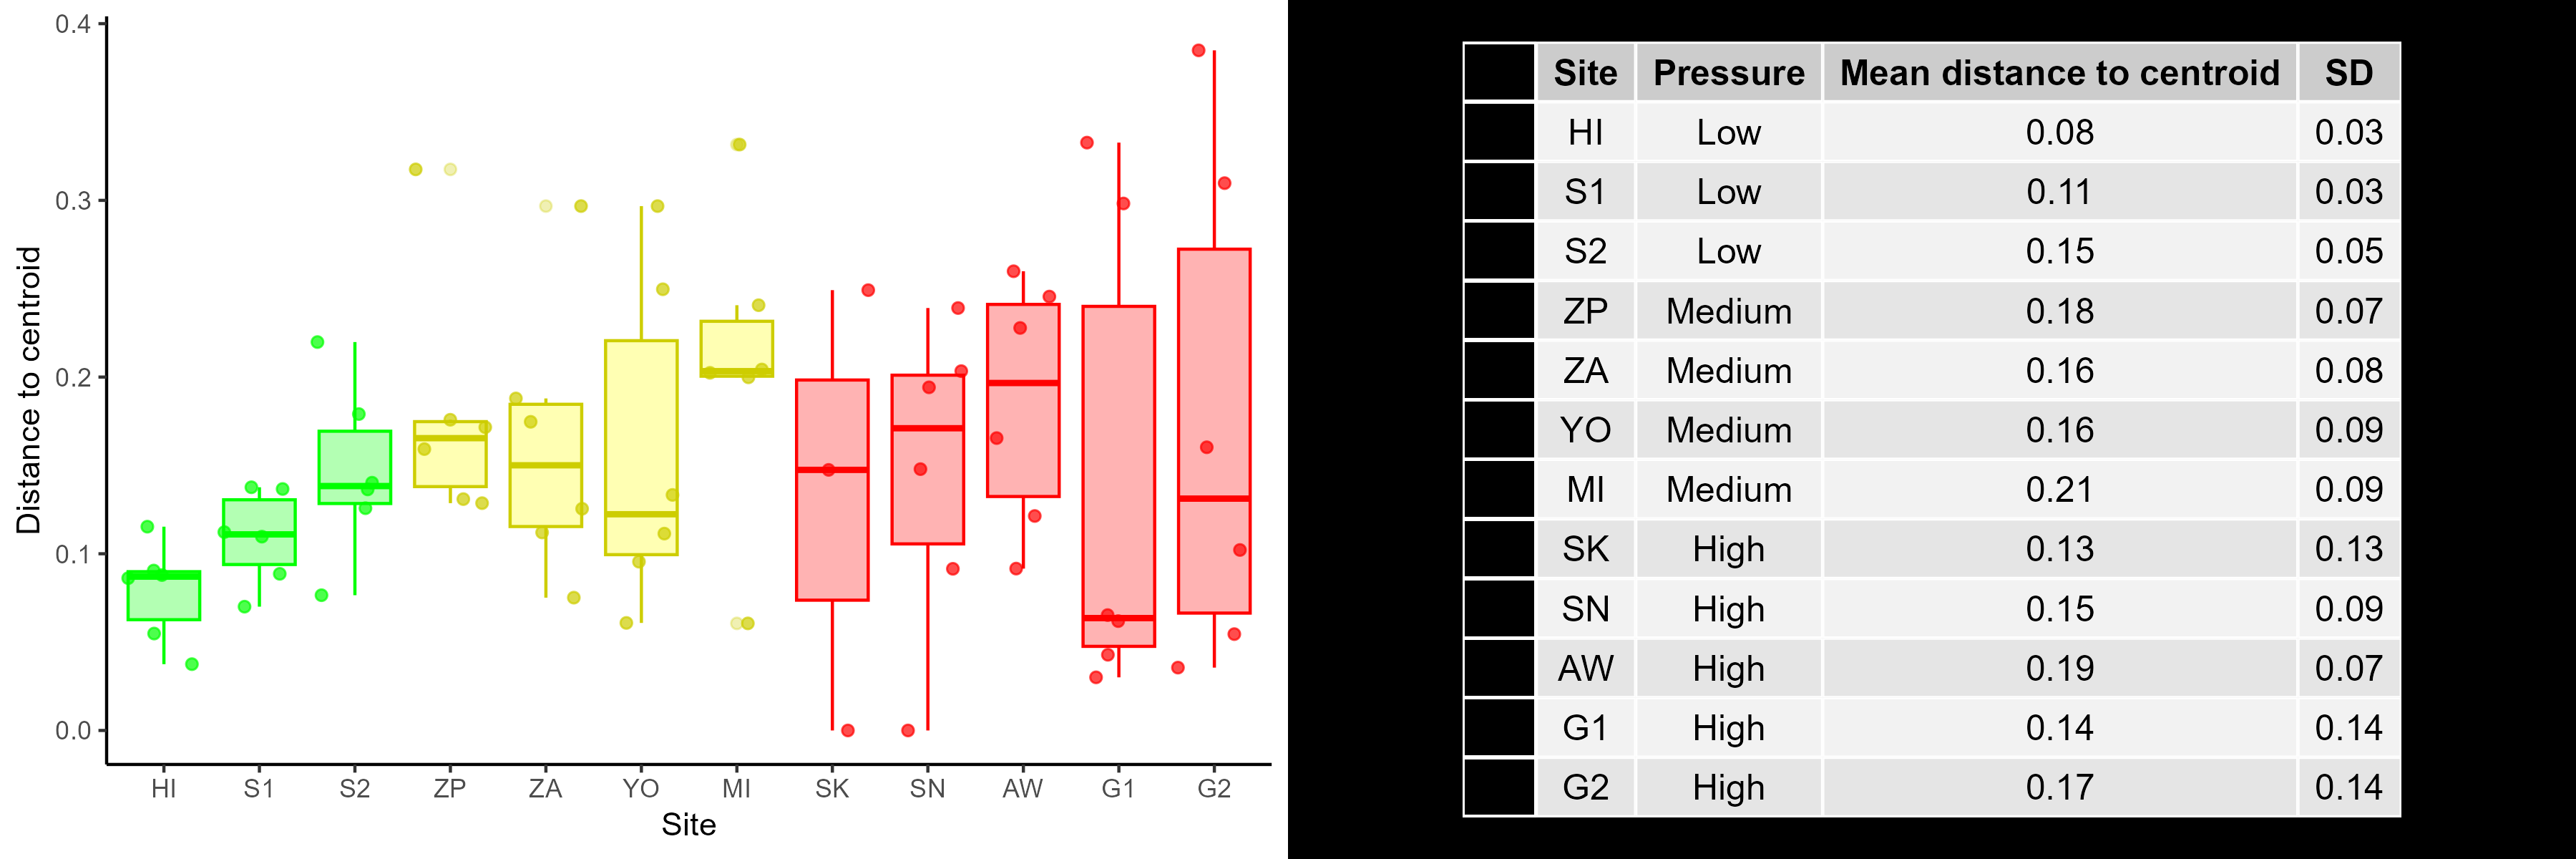 0.4
0.3
0.2
0.1
0.0
Distance to centroid
HI S1 S2 ZP ZA YO MI SK SN AW G1 G2
Site
Site Pressure Mean distance to centroid SD
HI Low 0.08 0.03
S1 Low 0.11 0.03
S2 Low 0.15 0.05
ZP Medium 0.18 0.07
ZA Medium 0.16 0.08
YO Medium 0.16 0.09
MI Medium 0.21 0.09
SK High 0.13 0.13
SN High 0.15 0.09
AW High 0.19 0.07
G1 High 0.14 0.14
G2 High 0.17 0.14